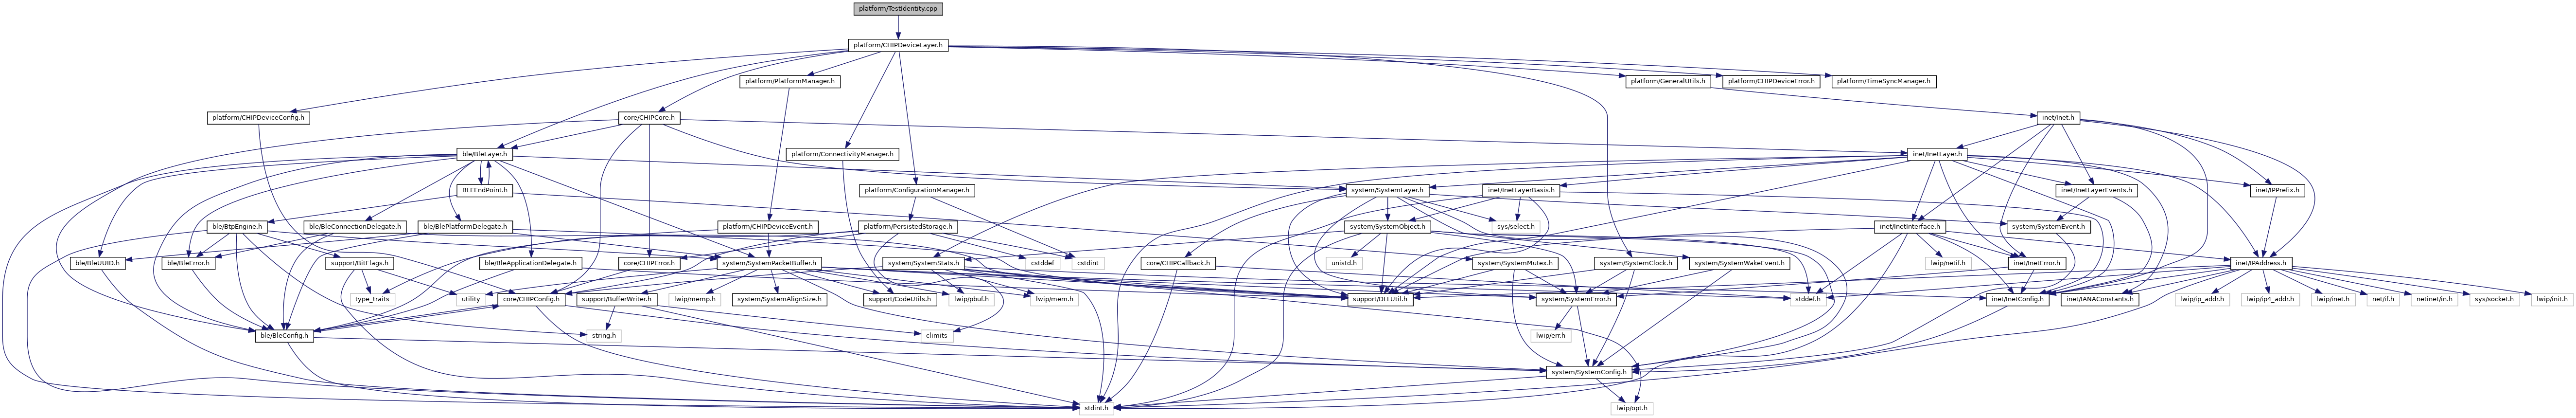 platform/TestIdentity.cpp
platform/CHIPDeviceLayer.h
platform/PlatformManager.h
platform/GeneralUtils.h
platform/CHIPDeviceError.h
platform/TimeSyncManager.h
platform/CHIPDeviceConfig.h
core/CHIPCore.h
inet/Inet.h
ble/BleLayer.h
platform/ConnectivityManager.h
inet/InetLayer.h
BLEEndPoint.h
platform/ConfigurationManager.h
system/SystemLayer.h
inet/InetLayerBasis.h
inet/InetLayerEvents.h
inet/IPPrefix.h
ble/BtpEngine.h
ble/BleConnectionDelegate.h
ble/BlePlatformDelegate.h
platform/CHIPDeviceEvent.h
platform/PersistedStorage.h
system/SystemObject.h
sys/select.h
inet/InetInterface.h
system/SystemEvent.h
ble/BleUUID.h
ble/BleError.h
support/BitFlags.h
ble/BleApplicationDelegate.h
core/CHIPError.h
system/SystemPacketBuffer.h
system/SystemStats.h
cstddef
cstdint
core/CHIPCallback.h
unistd.h
system/SystemMutex.h
system/SystemClock.h
system/SystemWakeEvent.h
lwip/netif.h
inet/InetError.h
inet/IPAddress.h
type_traits
utility
core/CHIPConfig.h
support/BufferWriter.h
lwip/memp.h
system/SystemAlignSize.h
support/CodeUtils.h
lwip/pbuf.h
lwip/mem.h
support/DLLUtil.h
system/SystemError.h
stddef.h
inet/InetConfig.h
inet/IANAConstants.h
lwip/ip_addr.h
lwip/ip4_addr.h
lwip/inet.h
net/if.h
netinet/in.h
sys/socket.h
lwip/init.h
ble/BleConfig.h
string.h
climits
lwip/err.h
system/SystemConfig.h
stdint.h
lwip/opt.h